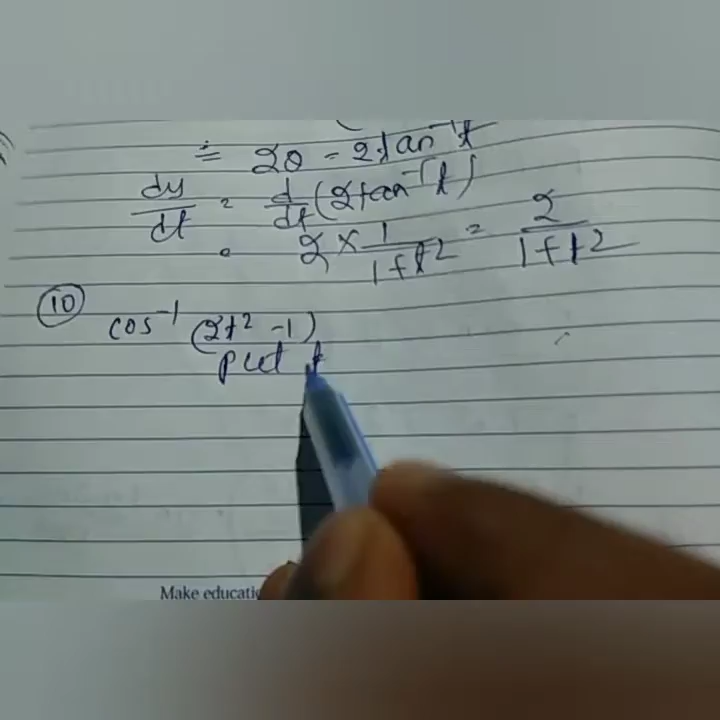 = 2θ = 2tan⁻¹t
dy/dt = d/dt (2tan⁻¹t)
= 2 × 1/1+t² = 2/1+t²
(10) cos⁻¹ (2t² -1)
put t
Make educati